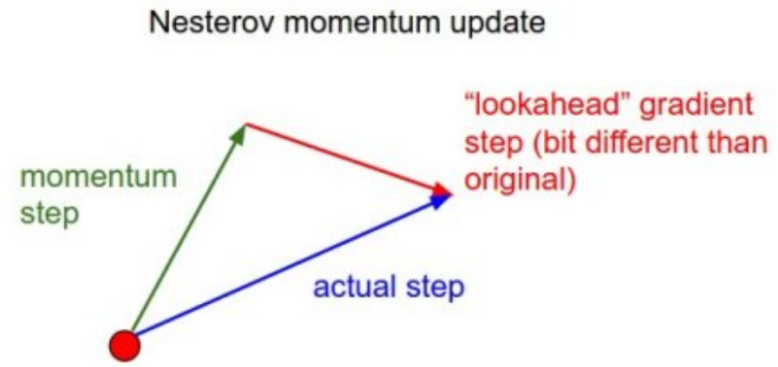 Nesterov momentum update
“lookahead” gradient
step (bit different than
original)
momentum
step
actual step